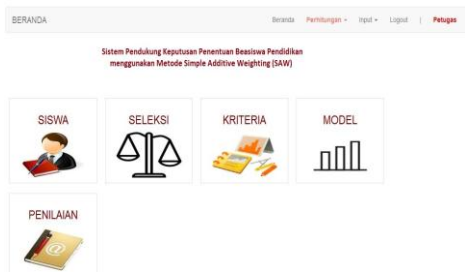 BERANDA
Beranda Perhitungan Input Logout | Petugas
Sistem Pendukung Keputusan Penentuan Beasiswa Pendidikan
menggunakan Metode Simple Additive Weighting (SAW)
SISWA SELEKSI KRITERIA MODEL
PENILAIAN
@